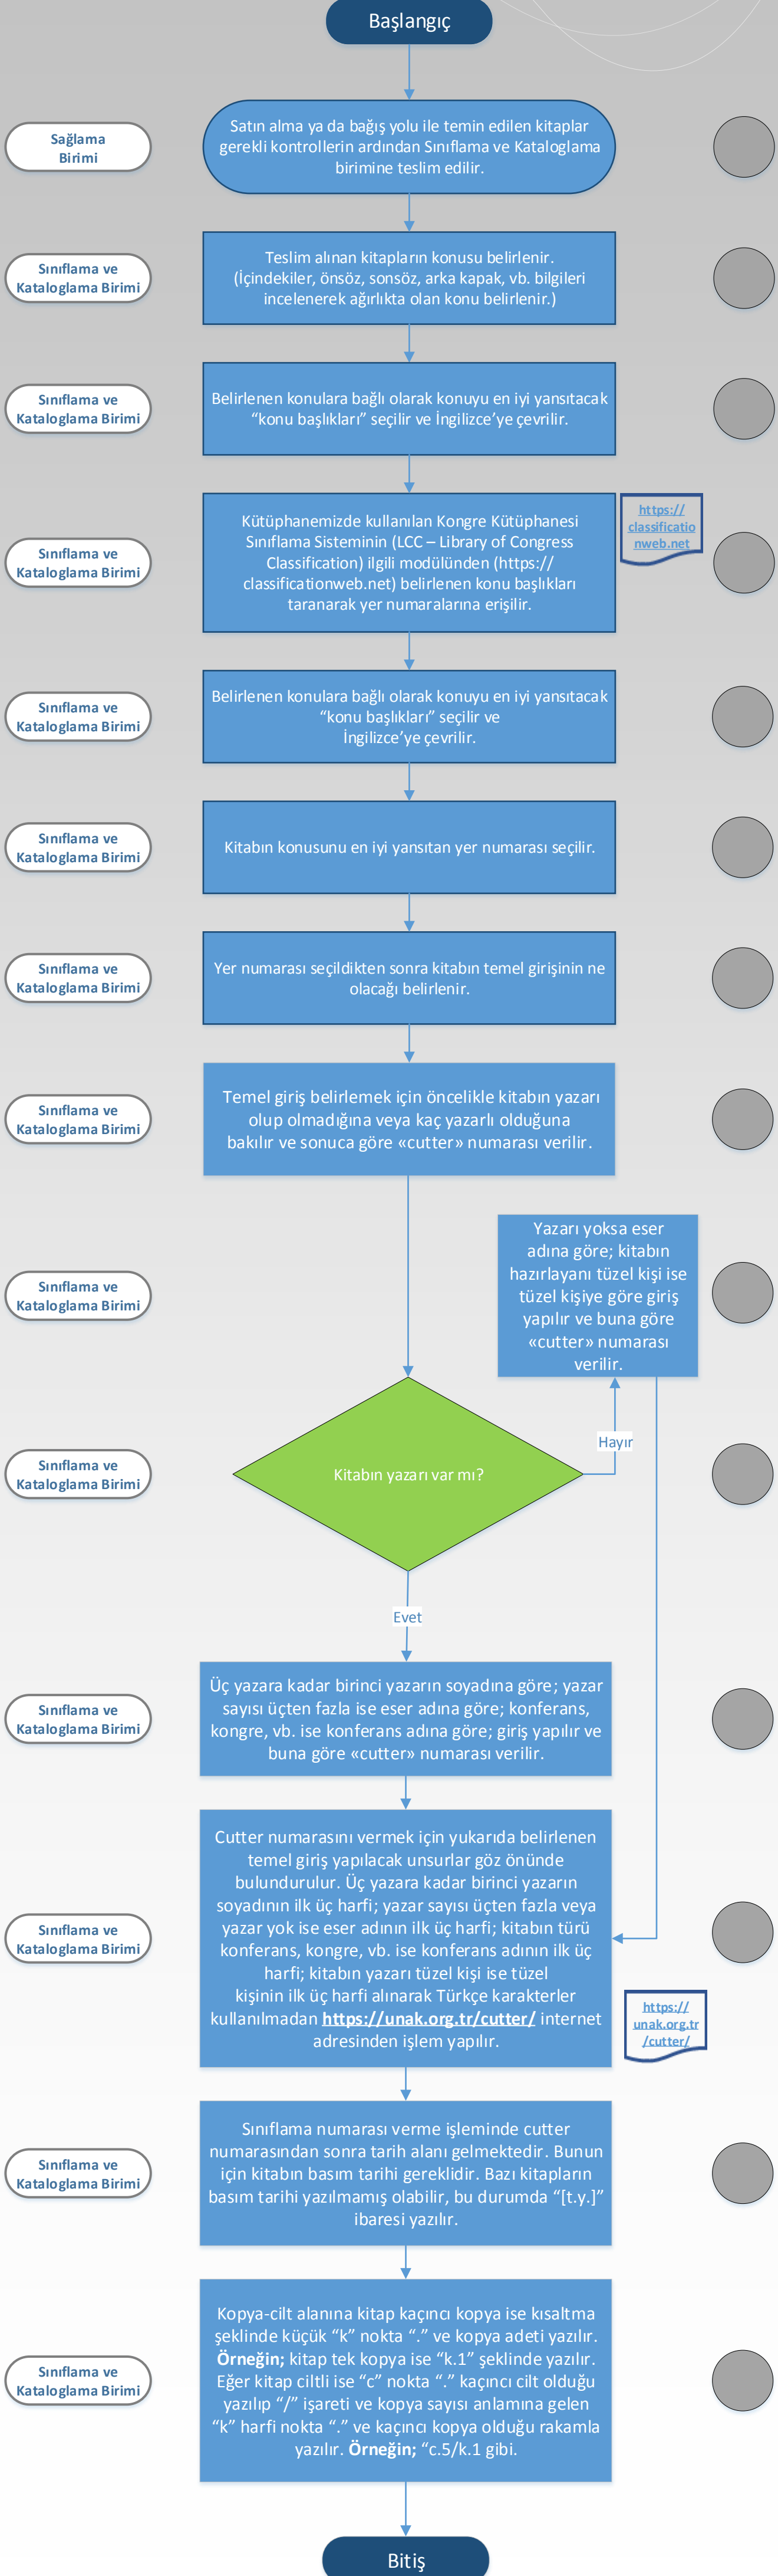 Başlangıç
Sağlama
Birimi
Satın alma ya da bağış yolu ile temin edilen kitaplar
gerekli kontrollerin ardından Sınıflama ve Kataloglama
birimine teslim edilir.
Sınıflama ve
Kataloglama Birimi
Teslim alınan kitapların konusu belirlenir.
(İçindekiler, önsöz, sonsöz, arka kapak, vb. bilgileri
incelenerek ağırlıkta olan konu belirlenir.)
Sınıflama ve
Kataloglama Birimi
Belirlenen konulara bağlı olarak konuyu en iyi yansıtacak
“konu başlıkları” seçilir ve İngilizce’ye çevrilir.
Sınıflama ve
Kataloglama Birimi
Kütüphanemizde kullanılan Kongre Kütüphanesi
Sınıflama Sisteminin (LCC – Library of Congress
Classification) ilgili modülünden (https://
classificationweb.net) belirlenen konu başlıkları
taranarak yer numaralarına erişilir.
https://
classificatio
nweb.net
Sınıflama ve
Kataloglama Birimi
Belirlenen konulara bağlı olarak konuyu en iyi yansıtacak
“konu başlıkları” seçilir ve
İngilizce’ye çevrilir.
Sınıflama ve
Kataloglama Birimi
Kitabın konusunu en iyi yansıtan yer numarası seçilir.
Sınıflama ve
Kataloglama Birimi
Yer numarası seçildikten sonra kitabın temel girişinin ne
olacağı belirlenir.
Sınıflama ve
Kataloglama Birimi
Temel giriş belirlemek için öncelikle kitabın yazarı
olup olmadığına veya kaç yazarlı olduğuna
bakılır ve sonuca göre «cutter» numarası verilir.
Sınıflama ve
Kataloglama Birimi
Yazarı yoksa eser
adına göre; kitabın
hazırlayanı tüzel kişi ise
tüzel kişiye göre giriş
yapılır ve buna göre
«cutter» numarası
verilir.
Hayır
Sınıflama ve
Kataloglama Birimi
Kitabın yazarı var mı?
Evet
Sınıflama ve
Kataloglama Birimi
Üç yazara kadar birinci yazarın soyadına göre; yazar
sayısı üçten fazla ise eser adına göre; konferans,
kongre, vb. ise konferans adına göre; giriş yapılır ve
buna göre «cutter» numarası verilir.
Sınıflama ve
Kataloglama Birimi
Cutter numarasını vermek için yukarıda belirlenen
temel giriş yapılacak unsurlar göz önünde
bulundurulur. Üç yazara kadar birinci yazarın
soyadının ilk üç harfi; yazar sayısı üçten fazla veya
yazar yok ise eser adının ilk üç harfi; kitabın türü
konferans, kongre, vb. ise konferans adının ilk üç
harfi; kitabın yazarı tüzel kişi ise tüzel
kişinin ilk üç harfi alınarak Türkçe karakterler
kullanılmadan https://unak.org.tr/cutter/ internet
adresinden işlem yapılır.
https://
unak.org.tr
/cutter/
Sınıflama ve
Kataloglama Birimi
Sınıflama numarası verme işleminde cutter
numarasından sonra tarih alanı gelmektedir. Bunun
için kitabın basım tarihi gereklidir. Bazı kitapların
basım tarihi yazılmamış olabilir, bu durumda “[t.y.]”
ibaresi yazılır.
Sınıflama ve
Kataloglama Birimi
Kopya-cilt alanına kitap kaçıncı kopya ise kısaltma
şeklinde küçük “k” nokta “.” ve kopya adeti yazılır.
Örneğin; kitap tek kopya ise “k.1” şeklinde yazılır.
Eğer kitap ciltli ise “c” nokta “.” kaçıncı cilt olduğu
yazılıp “/” işareti ve kopya sayısı anlamına gelen
“k” harfi nokta “.” ve kaçıncı kopya olduğu rakamla
yazılır. Örneğin; “c.5/k.1 gibi.
Bitiş